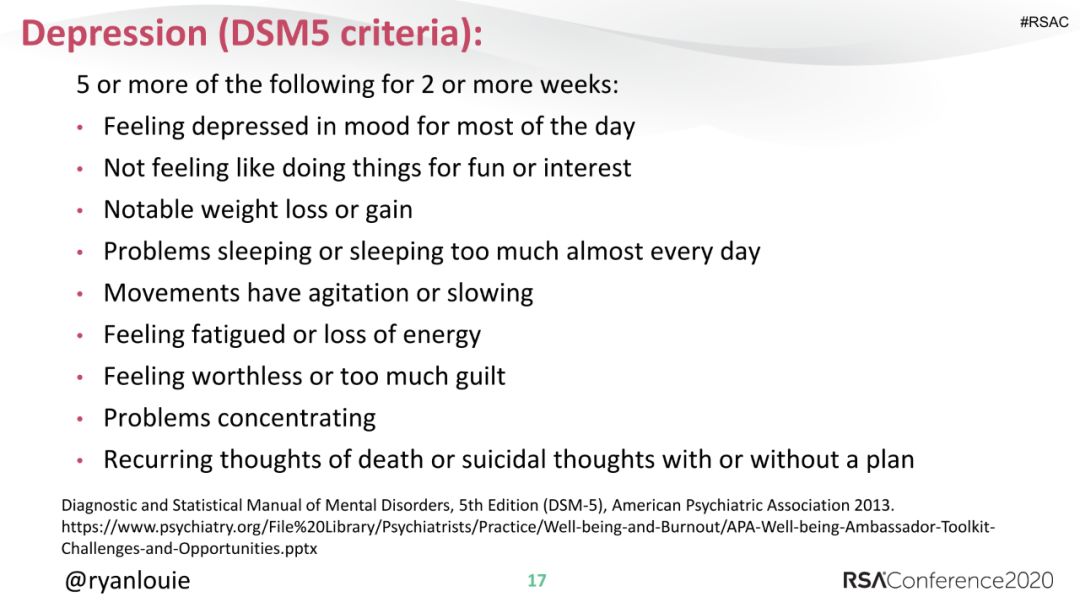 Depression (DSM5 criteria):
#RSAC
5 or more of the following for 2 or more weeks:
• Feeling depressed in mood for most of the day
• Not feeling like doing things for fun or interest
• Notable weight loss or gain
• Problems sleeping or sleeping too much almost every day
• Movements have agitation or slowing
• Feeling fatigued or loss of energy
• Feeling worthless or too much guilt
• Problems concentrating
• Recurring thoughts of death or suicidal thoughts with or without a plan
Diagnostic and Statistical Manual of Mental Disorders, 5th Edition (DSM-5), American Psychiatric Association 2013.
https://www.psychiatry.org/File%20Library/Psychiatrists/Practice/Well-being-and-Burnout/APA-Well-being-Ambassador-Toolkit-
Challenges-and-Opportunities.pptx
@ryanlouie
17
RSAConference2020